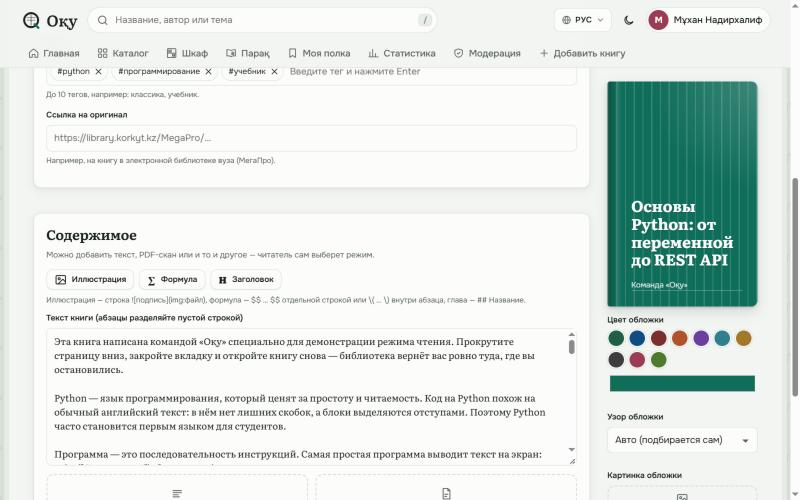 Оқу
Название, автор или тема
/
РУС
М
Мұхан Надирхалиф
Главная
Каталог
Шкаф
Парақ
Моя полка
Статистика
Модерация
Добавить книгу
#python ×
#программирование ×
#учебник ×
Введите тег и нажмите Enter
До 10 тегов, например: классика, учебник.
Ссылка на оригинал
https://library.korkyt.kz/MegaPro/...
Например, на книгу в электронной библиотеке вуза (МегаПро).
Содержимое
Можно добавить текст, PDF-скан или и то и другое — читатель сам выберет режим.
Иллюстрация
Σ Формула
H Заголовок
Иллюстрация — строка ![подпись](img:файл), формула — $$ ... $$ отдельной строкой или \( ... \) внутри абзаца, глава — ## Название.
Текст книги (абзацы разделяйте пустой строкой)
Эта книга написана командой «Оқу» специально для демонстрации режима чтения. Прокрутите
страницу вниз, закройте вкладку и откройте книгу снова — библиотека вернёт вас ровно туда, где вы
остановились.
Python — язык программирования, который ценят за простоту и читаемость. Код на Python похож на
обычный английский текст: в нём нет лишних скобок, а блоки выделяются отступами. Поэтому Python
часто становится первым языком для студентов.
Программа — это последовательность инструкций. Самая простая программа выводит текст на экран:
Основы
Python: от
переменной
до REST API
Команда «Оқу»
Цвет обложки
Узор обложки
Авто (подбирается сам)
Картинка обложки